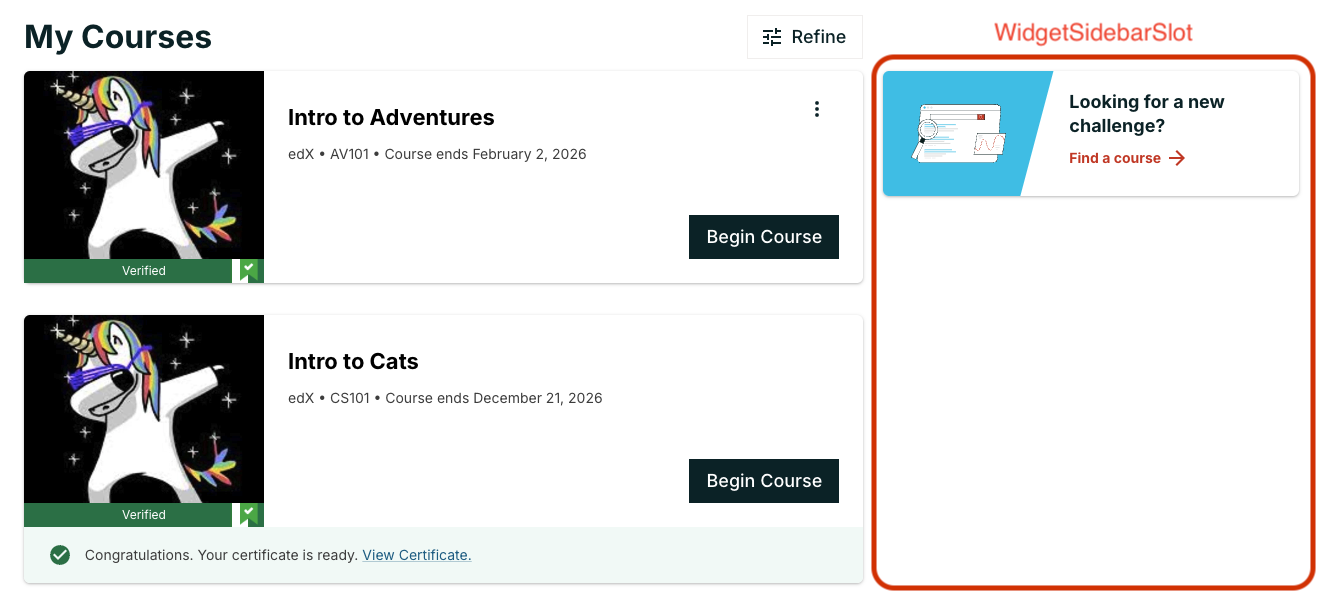 My Courses
Refine
WidgetSidebarSlot
Intro to Adventures
edX • AV101 • Course ends February 2, 2026
Begin Course
Verified
Intro to Cats
edX • CS101 • Course ends December 21, 2026
Begin Course
Verified
Congratulations. Your certificate is ready. View Certificate.
Looking for a new
challenge?
Find a course →